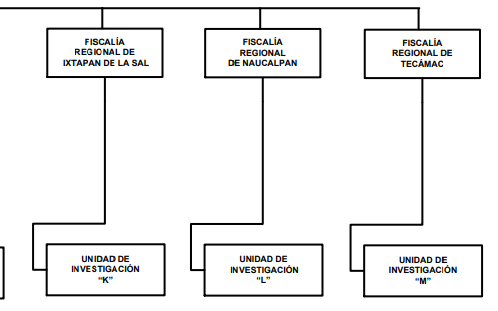 FISCALÍA
REGIONAL DE
IXTAPAN DE LA SAL
FISCALÍA
REGIONAL
DE NAUCALPAN
FISCALÍA
REGIONAL DE
TECÁMAC
UNIDAD DE
INVESTIGACIÓN
“K”
UNIDAD DE
INVESTIGACIÓN
“L”
UNIDAD DE
INVESTIGACIÓN
“M”